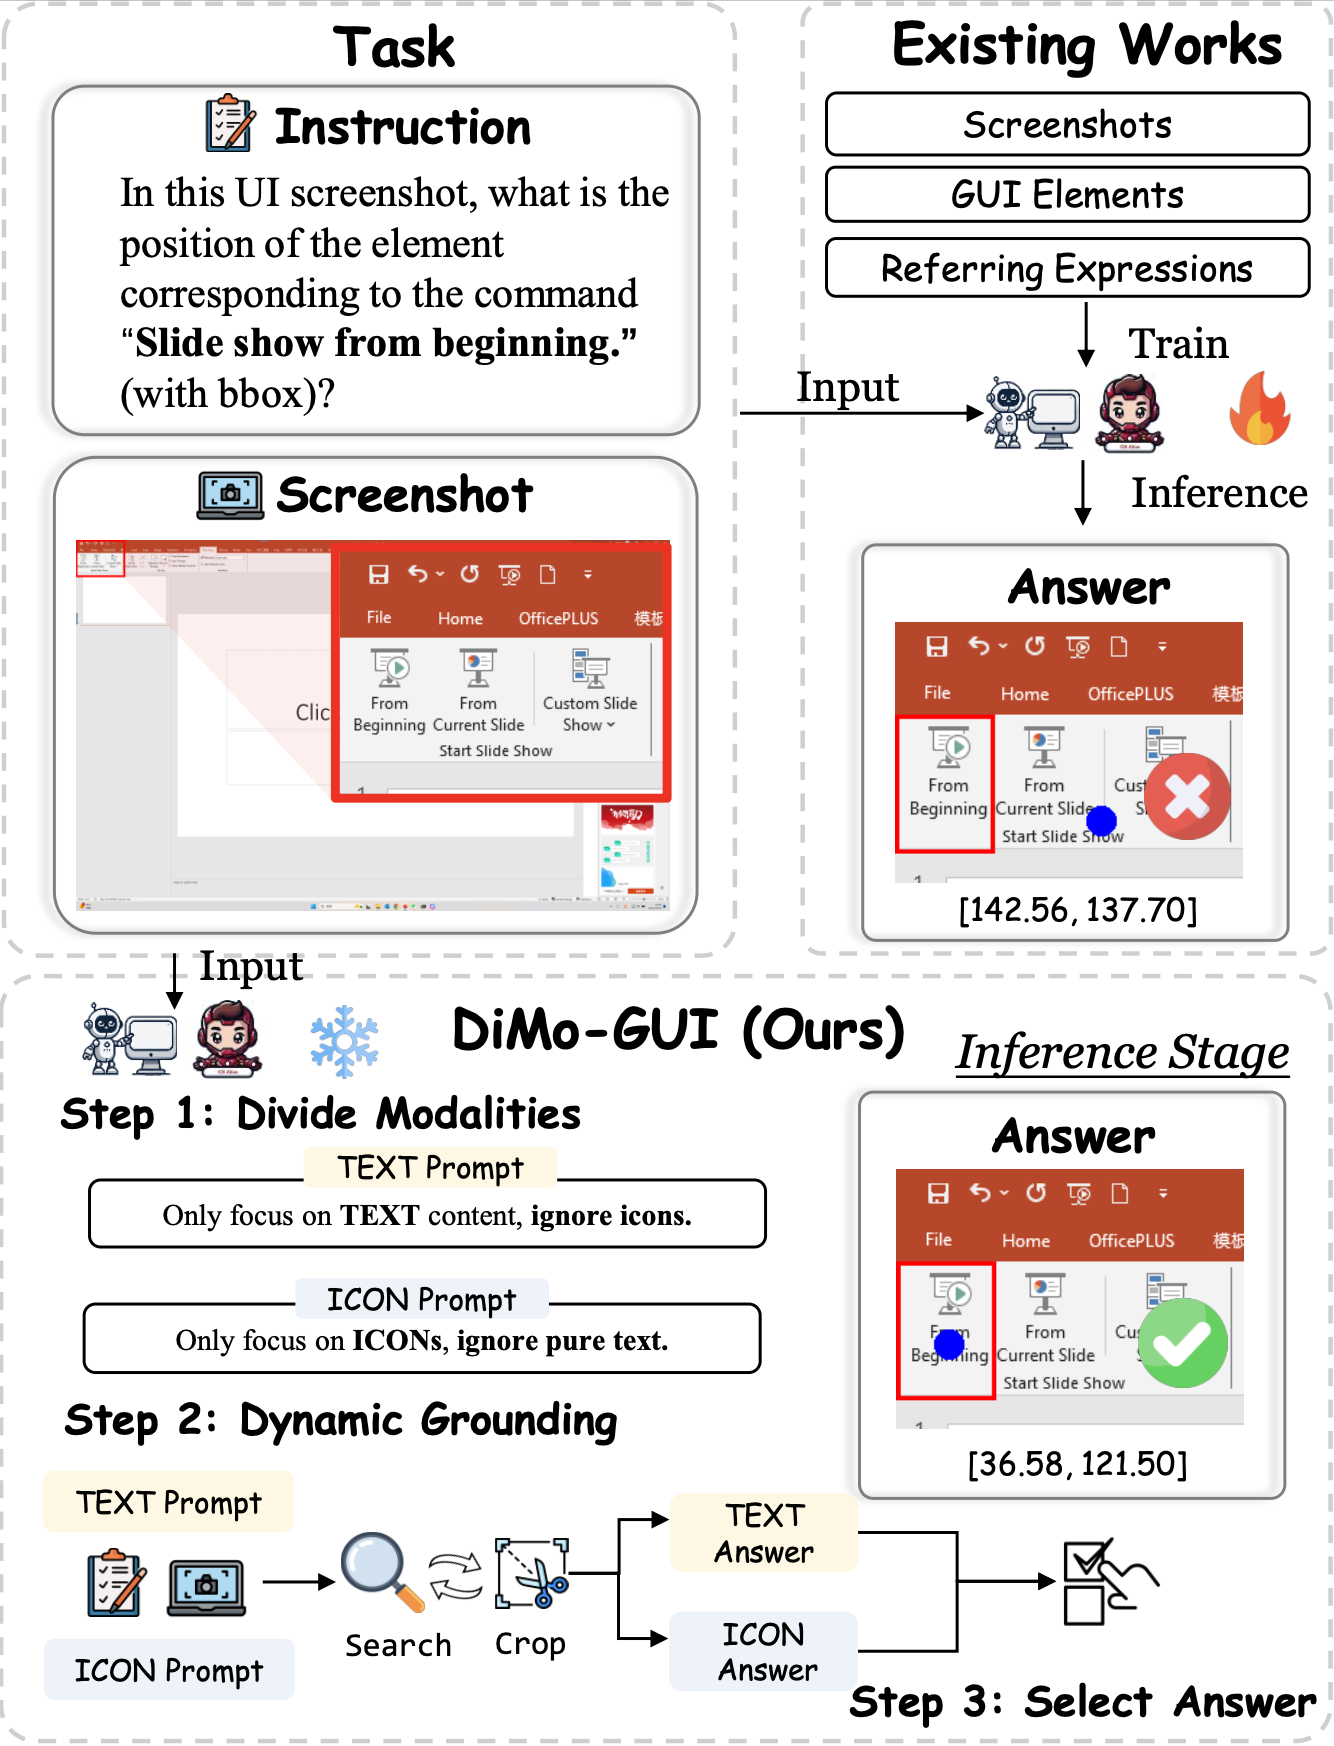 Task
Instruction
In this UI screenshot, what is the
position of the element
corresponding to the command
“Slide show from beginning.”
(with bbox)?
Screenshot
File Home OfficePLUS 模板
From Beginning
From Current Slide
Custom Slide Show
Start Slide Show
1
Clic
Existing Works
Screenshots
GUI Elements
Referring Expressions
Train
Input
Inference
Answer
File Home OfficePLUS 模板
From Beginning
From Current Slide
Cust
S
Start Slide Show
1
[142.56, 137.70]
Input
DiMo-GUI (Ours)
Inference Stage
Step 1: Divide Modalities
TEXT Prompt
Only focus on TEXT content, ignore icons.
ICON Prompt
Only focus on ICONs, ignore pure text.
Answer
File Home OfficePLUS 模板
From Beginning
From Current Slide
Cu
Start Slide Show
1
[36.58, 121.50]
Step 2: Dynamic Grounding
TEXT Prompt
ICON Prompt
Search
Crop
TEXT
Answer
ICON
Answer
Step 3: Select Answer